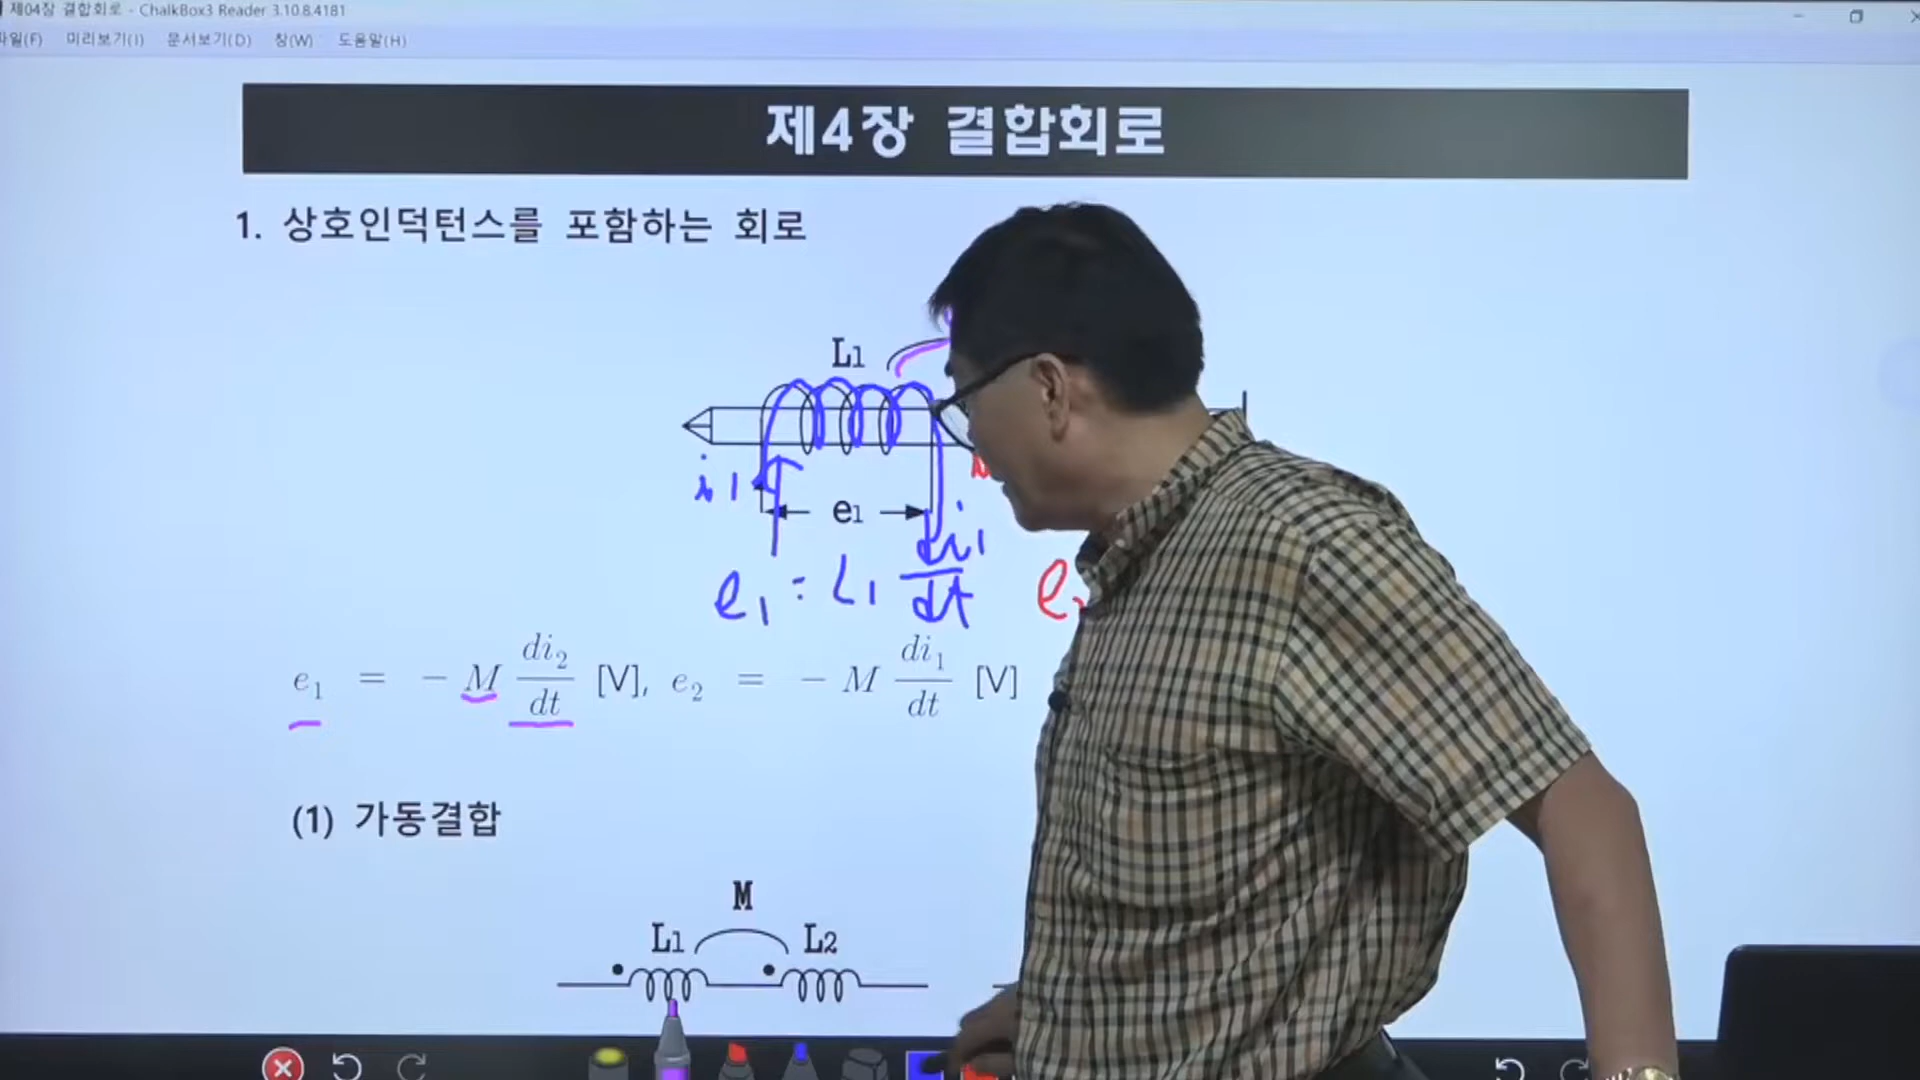 제04장 결합회로 - ChalkBox3 Reader 3.10.8.4181
파일(F) 미리보기(I) 문서보기(D) 창(W) 도움말(H)
제4장 결합회로
1. 상호인덕턴스를 포함하는 회로
L1
i1
e1
e1 = L1 di1/dt
e1 = - M di2/dt [V], e2 = - M di1/dt [V]
(1) 가동결합
M
L1 L2